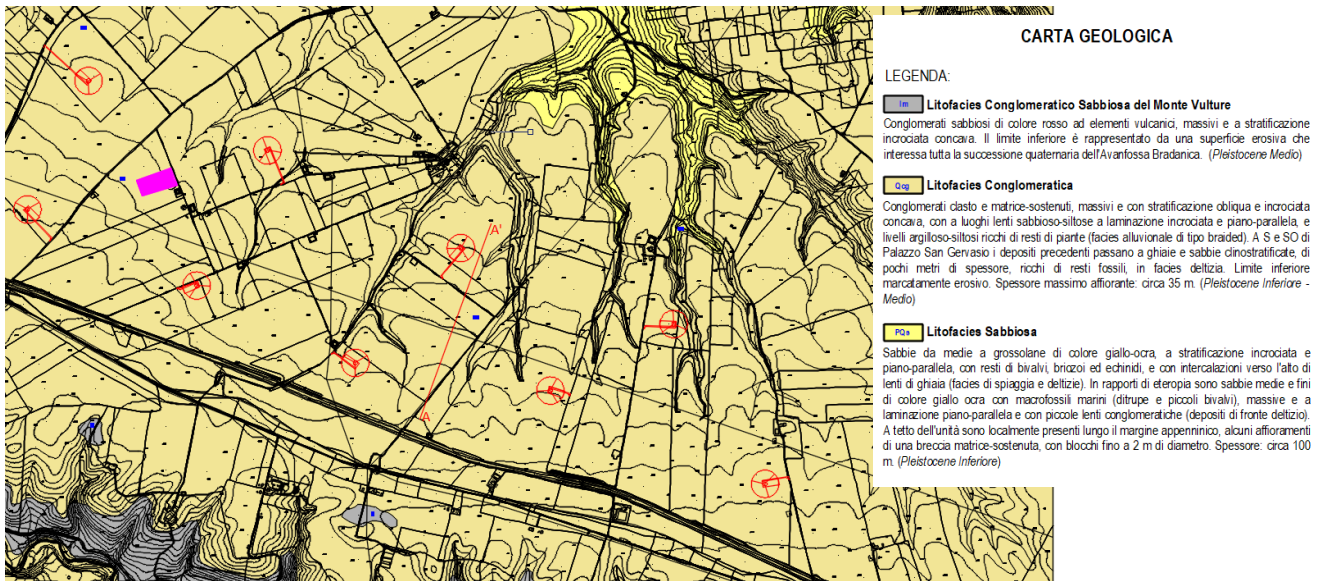 CARTA GEOLOGICA
LEGENDA:
Im Litofacies Conglomeratico Sabbiosa del Monte Vulture
Conglomerati sabbiosi di colore rosso ad elementi vulcanici, massivi e a stratificazione
incrociata concava. Il limite inferiore è rappresentato da una superficie erosiva che
interessa tutta la successione quaternaria dell'Avanfossa Bradanica. (Pleistocene Medio)
Qcg Litofacies Conglomeratica
Conglomerati clasto e matrice-sostenuti, massivi e con stratificazione obliqua e incrociata
concava, con a luoghi lenti sabbioso-siltose a laminazione incrociata e piano-parallela, e
livelli argilloso-siltosi ricchi di resti di piante (facies alluvionale di tipo braided). A S e SO di
Palazzo San Gervasio i depositi precedenti passano a ghiaie e sabbie clinostratificate, di
pochi metri di spessore, ricchi di resti fossili, in facies deltizia. Limite inferiore
marcatamente erosivo. Spessore massimo affiorante: circa 35 m. (Pleistocene Inferiore -
Medio)
PQs Litofacies Sabbiosa
Sabbie da medie a grossolane di colore giallo-ocra, a stratificazione incrociata e
piano-parallela, con resti di bivalvi, briozoi ed echinidi, e con intercalazioni verso l'alto di
lenti di ghiaia (facies di spiaggia e deltizie). In rapporti di eteropia sono sabbie medie e fini
di colore giallo ocra con macrofossili marini (ditrupe e piccoli bivalvi), massive e a
laminazione piano-parallela e con piccole lenti conglomeratiche (depositi di fronte deltizio).
A tetto dell'unità sono localmente presenti lungo il margine appenninico, alcuni affioramenti
di una breccia matrice-sostenuta, con blocchi fino a 2 m di diametro. Spessore: circa 100
m. (Pleistocene Inferiore)
A'
A